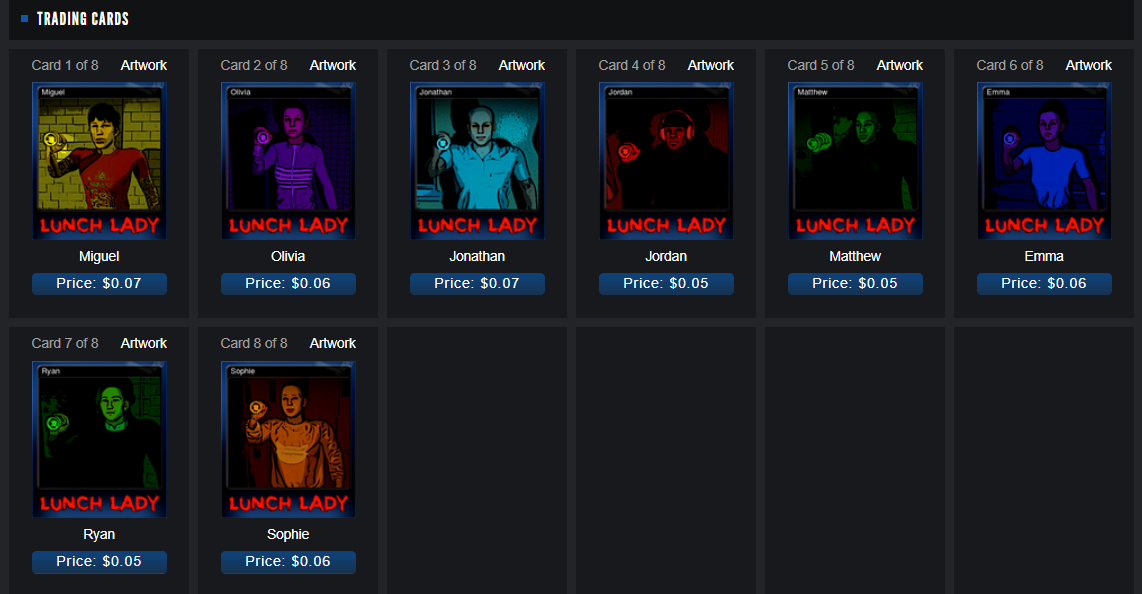 TRADING CARDS
Card 1 of 8 Artwork
Miguel
LUNCH LADY
Miguel
Price: $0.07
Card 2 of 8 Artwork
Olivia
LUNCH LADY
Olivia
Price: $0.06
Card 3 of 8 Artwork
Jonathan
LUNCH LADY
Jonathan
Price: $0.07
Card 4 of 8 Artwork
Jordan
LUNCH LADY
Jordan
Price: $0.05
Card 5 of 8 Artwork
Matthew
LUNCH LADY
Matthew
Price: $0.05
Card 6 of 8 Artwork
Emma
LUNCH LADY
Emma
Price: $0.06
Card 7 of 8 Artwork
Ryan
LUNCH LADY
Ryan
Price: $0.05
Card 8 of 8 Artwork
Sophie
LUNCH LADY
Sophie
Price: $0.06